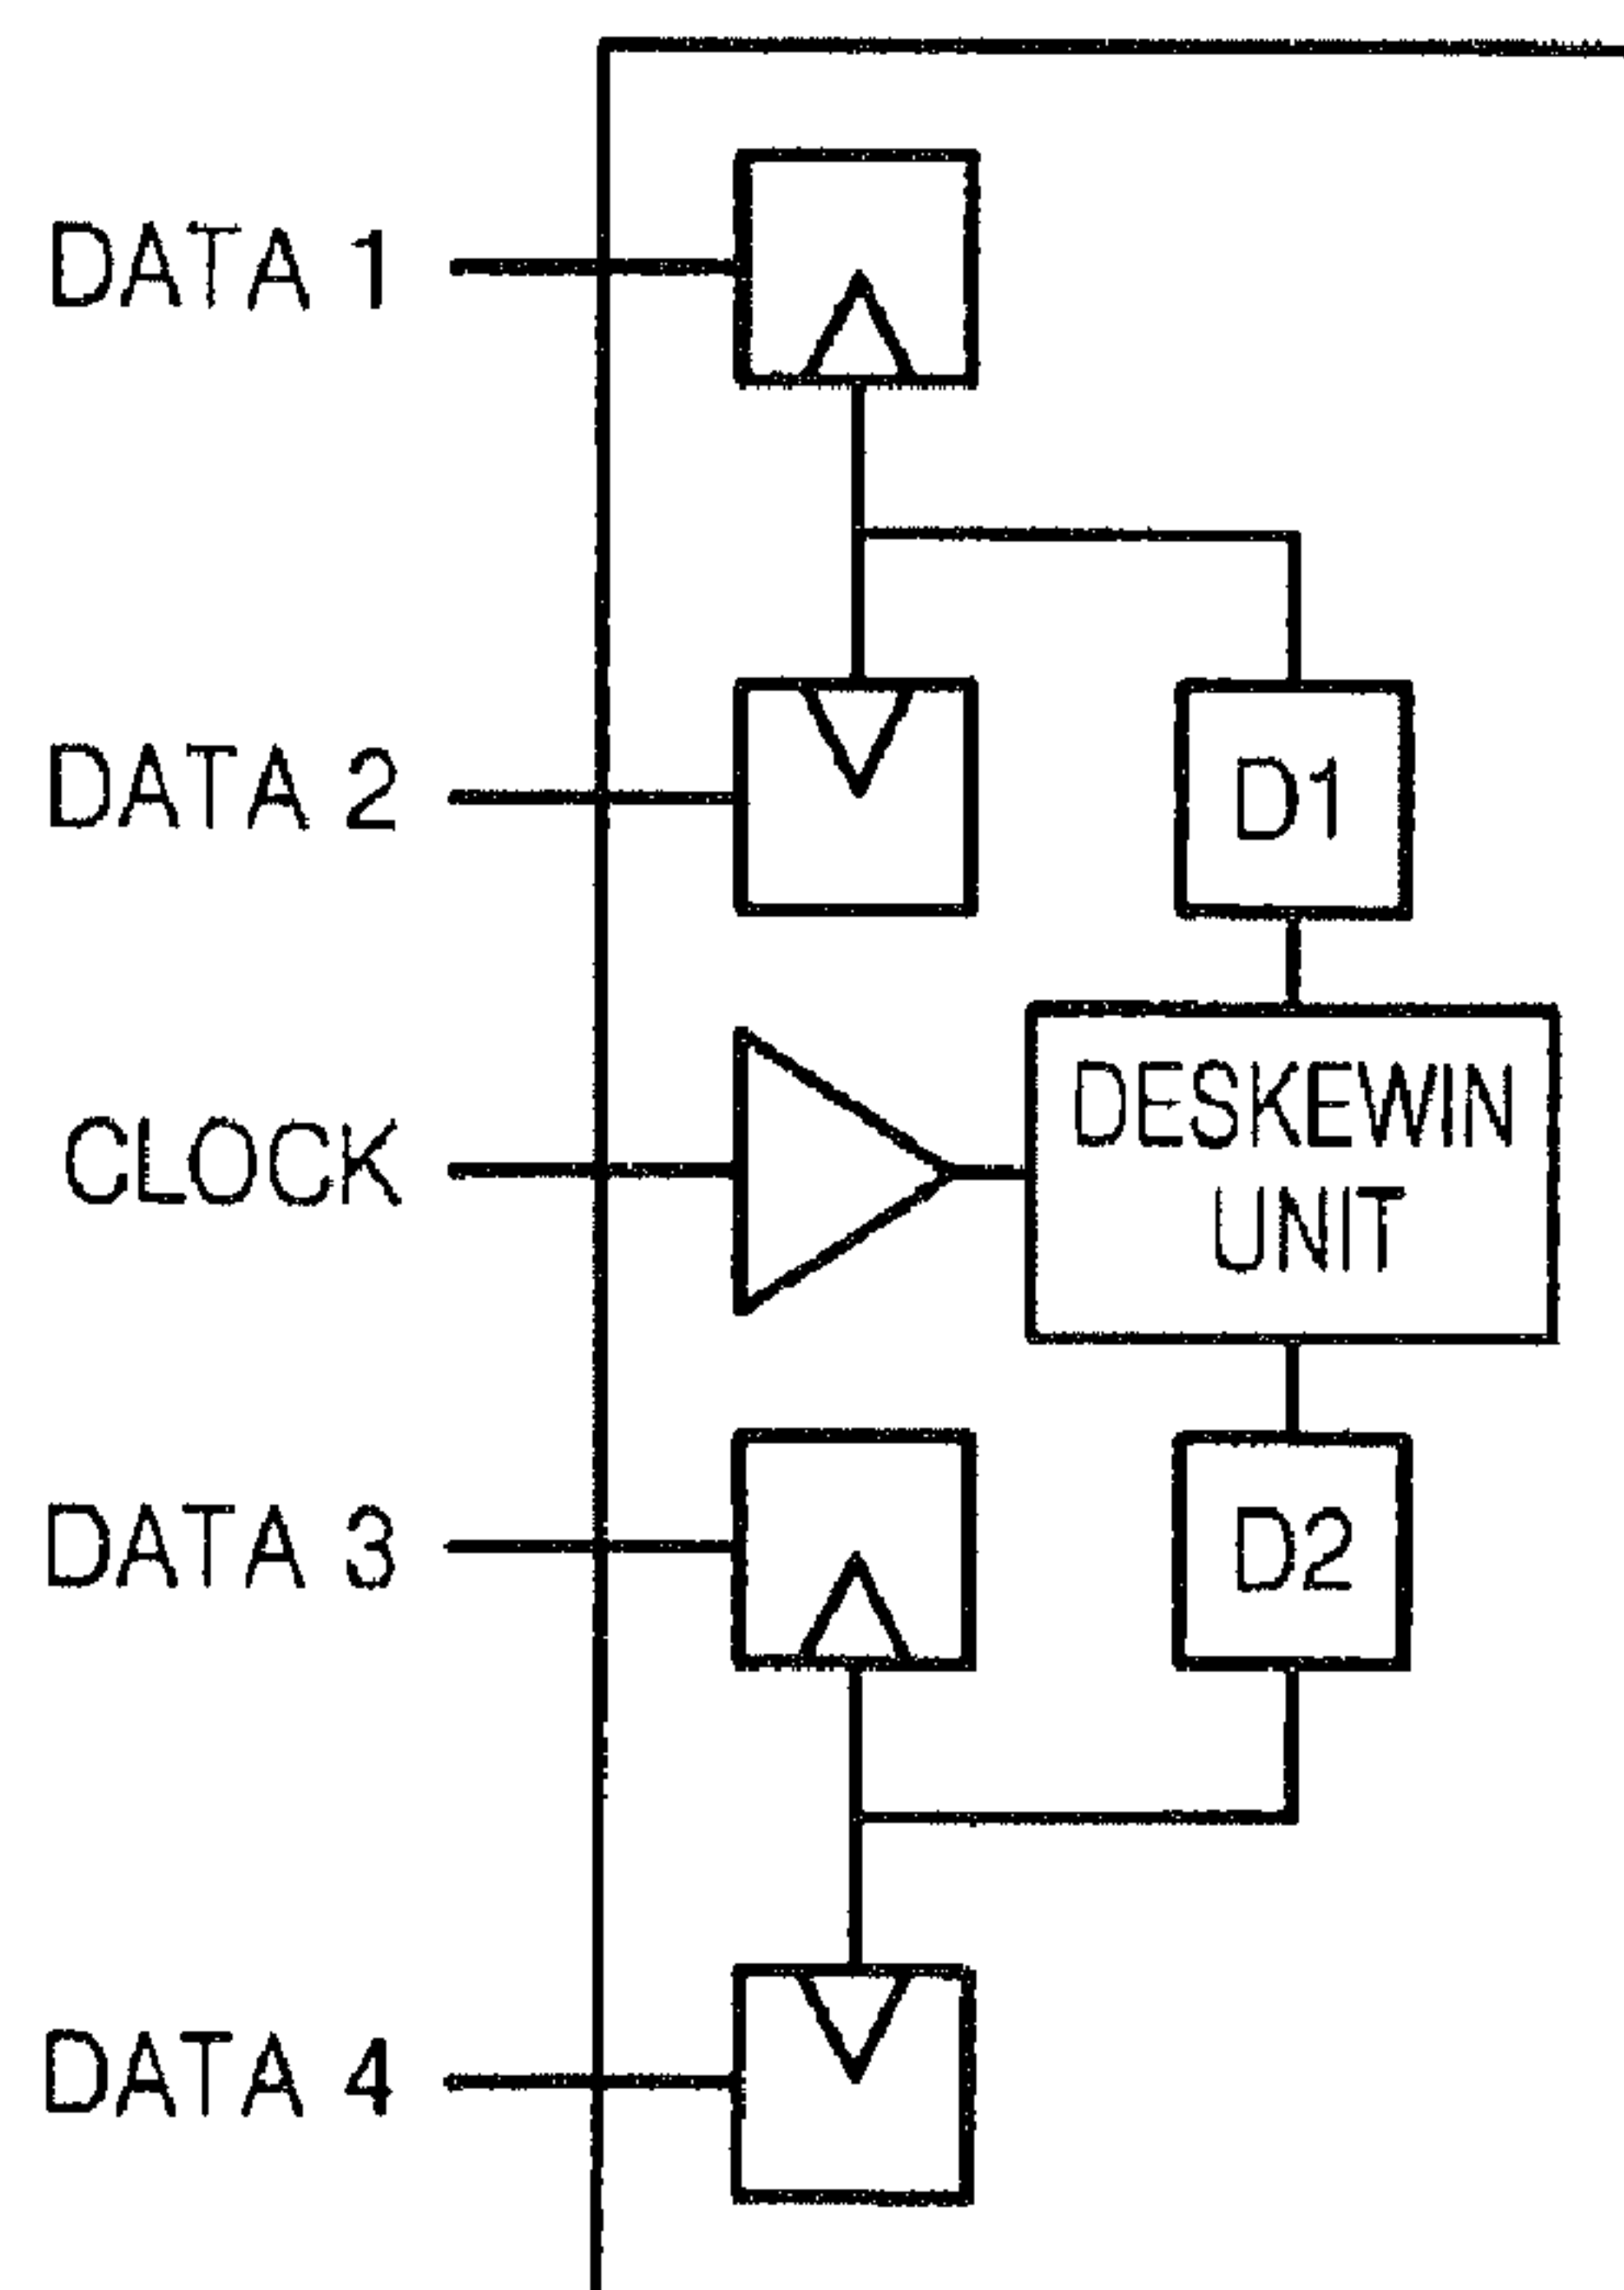 DATA 1
DATA 2
D1
CLOCK
DESKEWIN
UNIT
DATA 3
D2
DATA 4